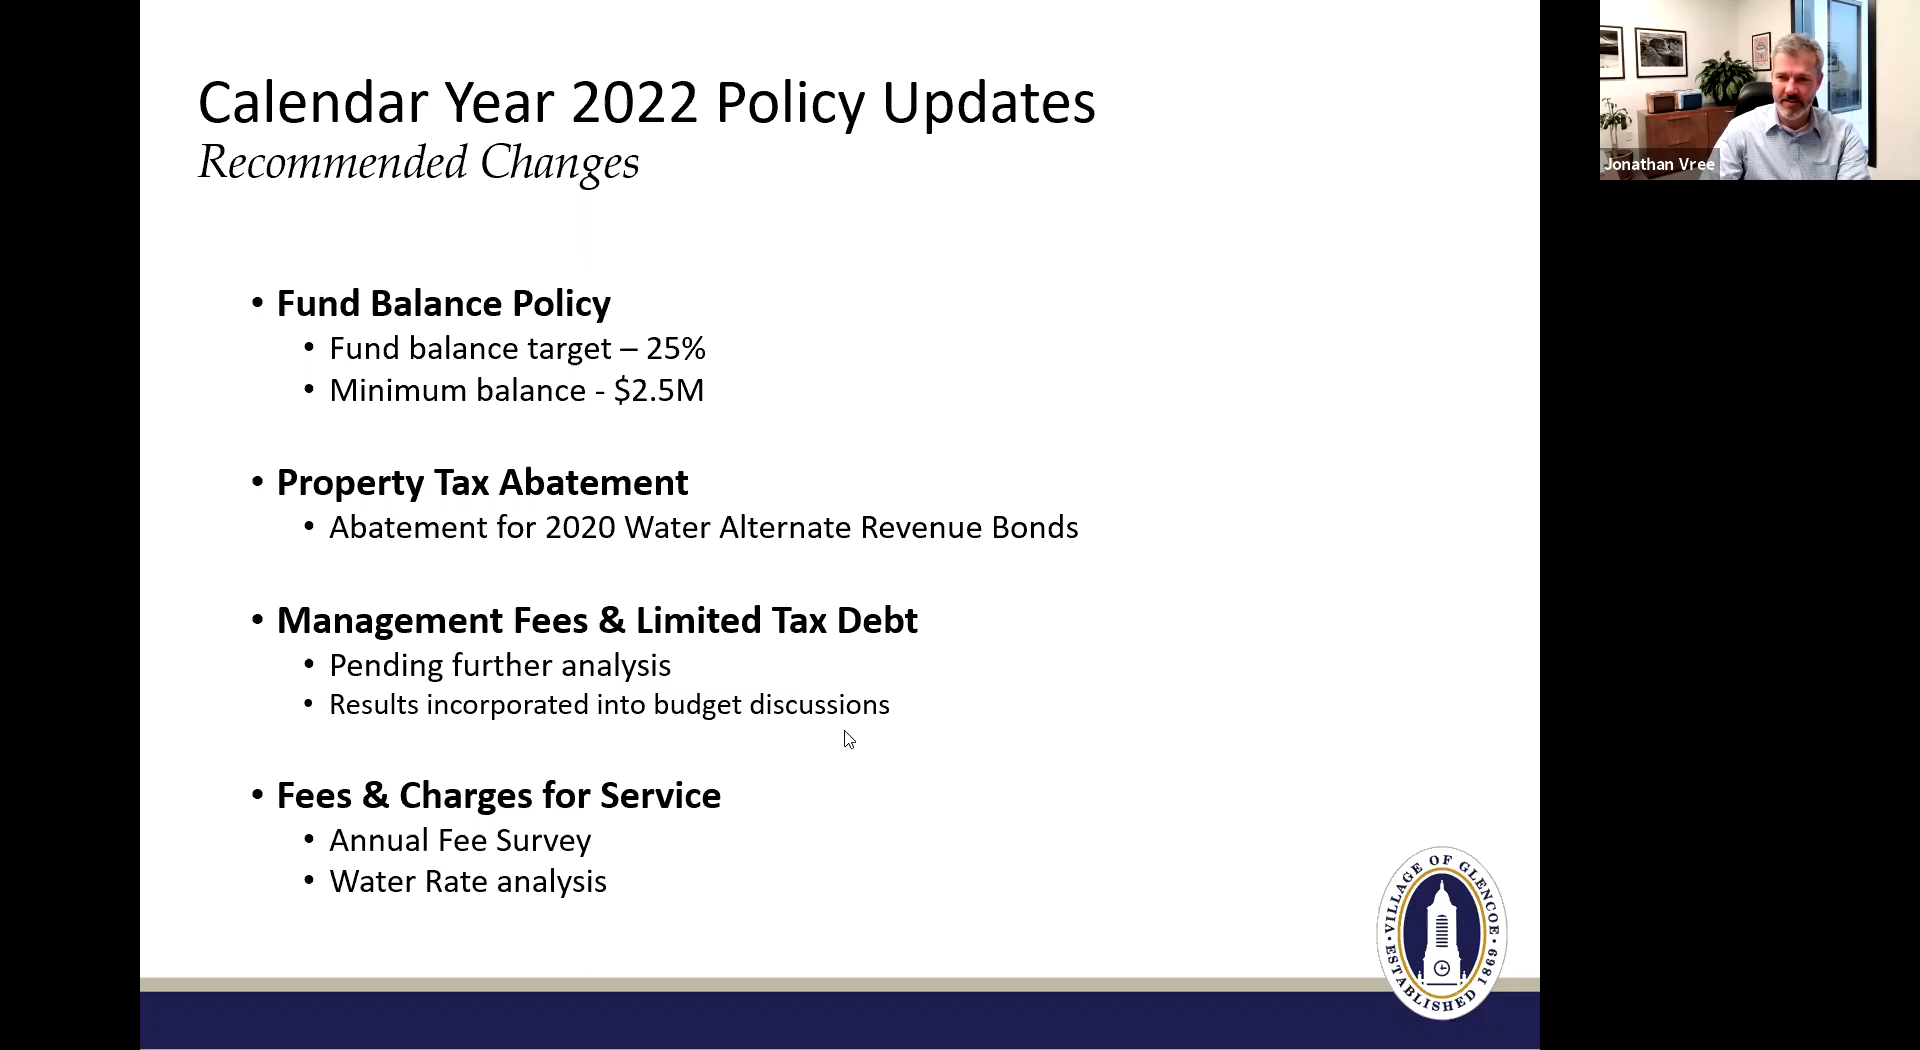 Calendar Year 2022 Policy Updates
Recommended Changes
• Fund Balance Policy
• Fund balance target – 25%
• Minimum balance - $2.5M
• Property Tax Abatement
• Abatement for 2020 Water Alternate Revenue Bonds
• Management Fees & Limited Tax Debt
• Pending further analysis
• Results incorporated into budget discussions
• Fees & Charges for Service
• Annual Fee Survey
• Water Rate analysis
VILLAGE OF GLENCOE
ESTABLISHED 1869
Jonathan Vree